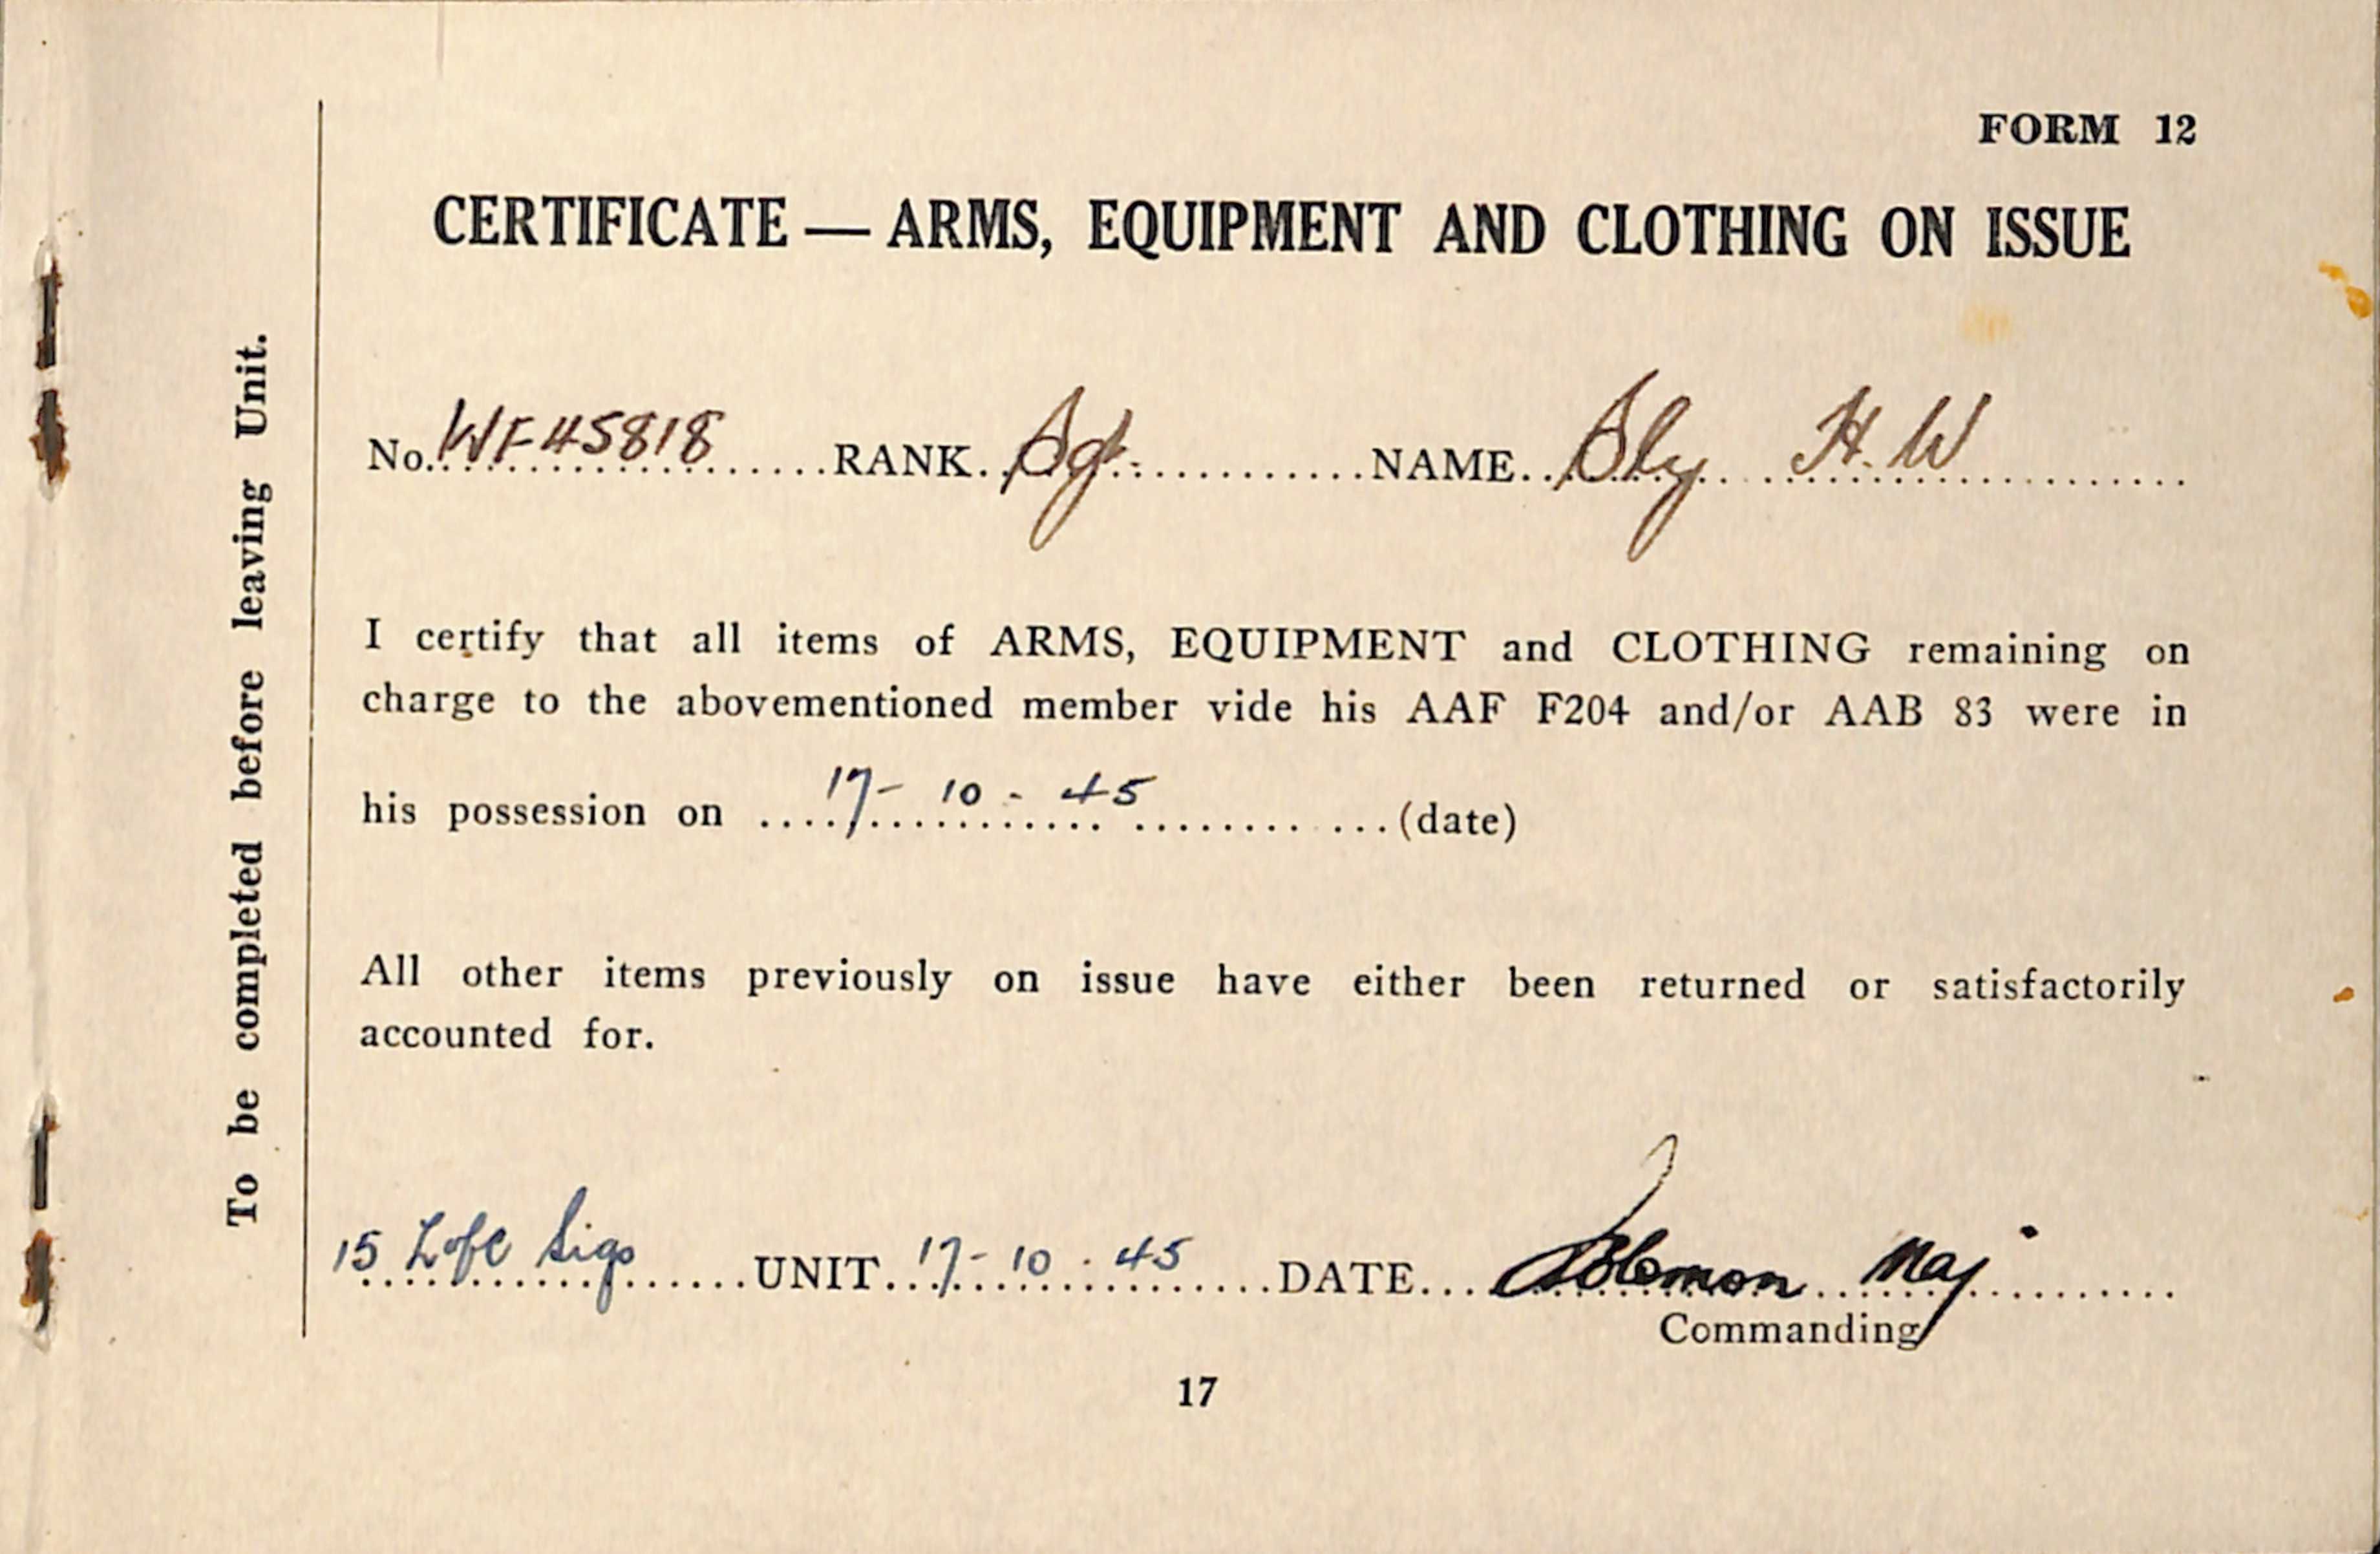 FORM 12
CERTIFICATE — ARMS, EQUIPMENT AND CLOTHING ON ISSUE
To be completed before leaving Unit.
No. WF45818 RANK. Sgt. NAME. Sly H.W
I certify that all items of ARMS, EQUIPMENT and CLOTHING remaining on
charge to the abovementioned member vide his AAF F204 and/or AAB 83 were in
his possession on 17-10-45 (date)
All other items previously on issue have either been returned or satisfactorily
accounted for.
15 Sigs UNIT 17-10-45 DATE Solomon Maj
Commanding
17